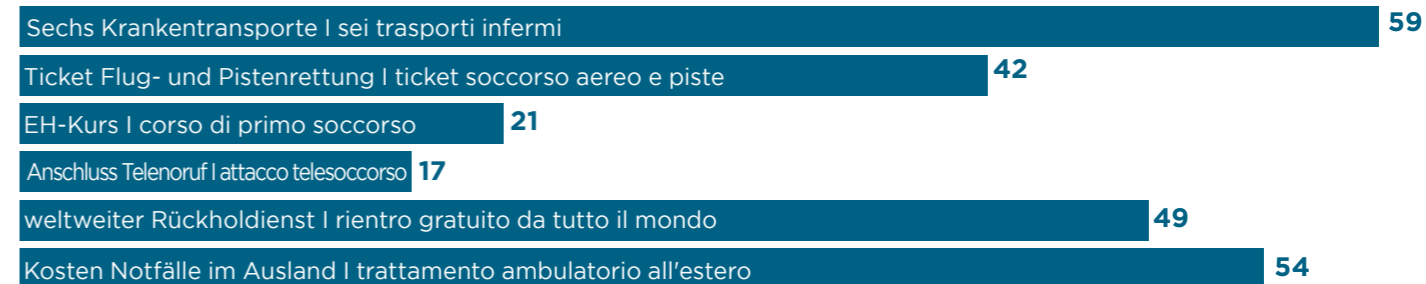 Sechs Krankentransporte I sei trasporti infermi 59
Ticket Flug- und Pistenrettung I ticket soccorso aereo e piste 42
EH-Kurs I corso di primo soccorso 21
Anschluss Telenoruf I attacco telesoccorso 17
weltweiter Rückholdienst I rientro gratuito da tutto il mondo 49
Kosten Notfälle im Ausland I trattamento ambulatorio all'estero 54